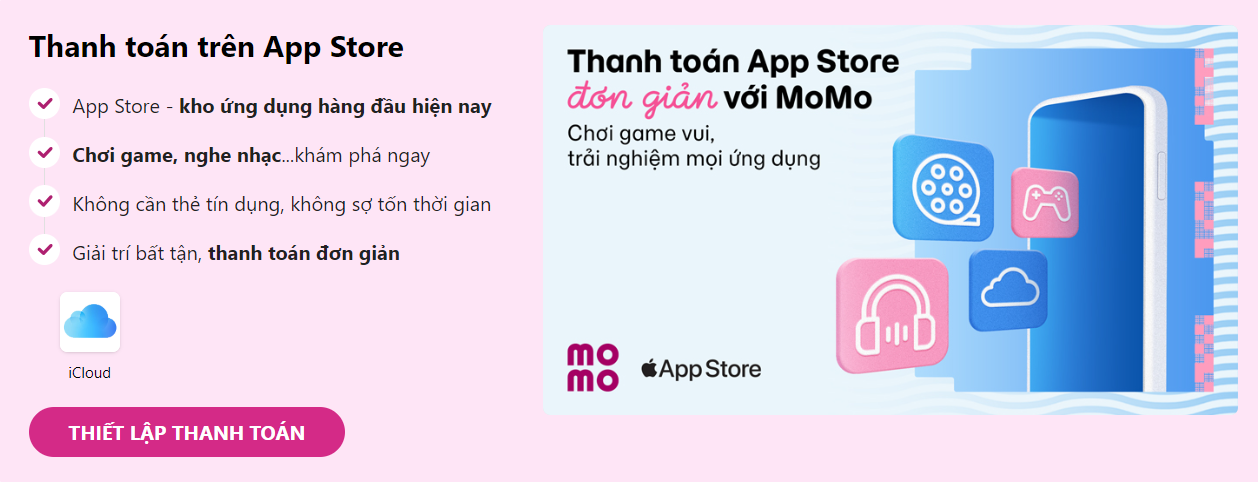 Thanh toán trên App Store
App Store - kho ứng dụng hàng đầu hiện nay
Chơi game, nghe nhạc...khám phá ngay
Không cần thẻ tín dụng, không sợ tốn thời gian
Giải trí bất tận, thanh toán đơn giản
iCloud
THIẾT LẬP THANH TOÁN
Thanh toán App Store
đơn giản với MoMo
Chơi game vui,
trải nghiệm mọi ứng dụng
mo
mo
App Store